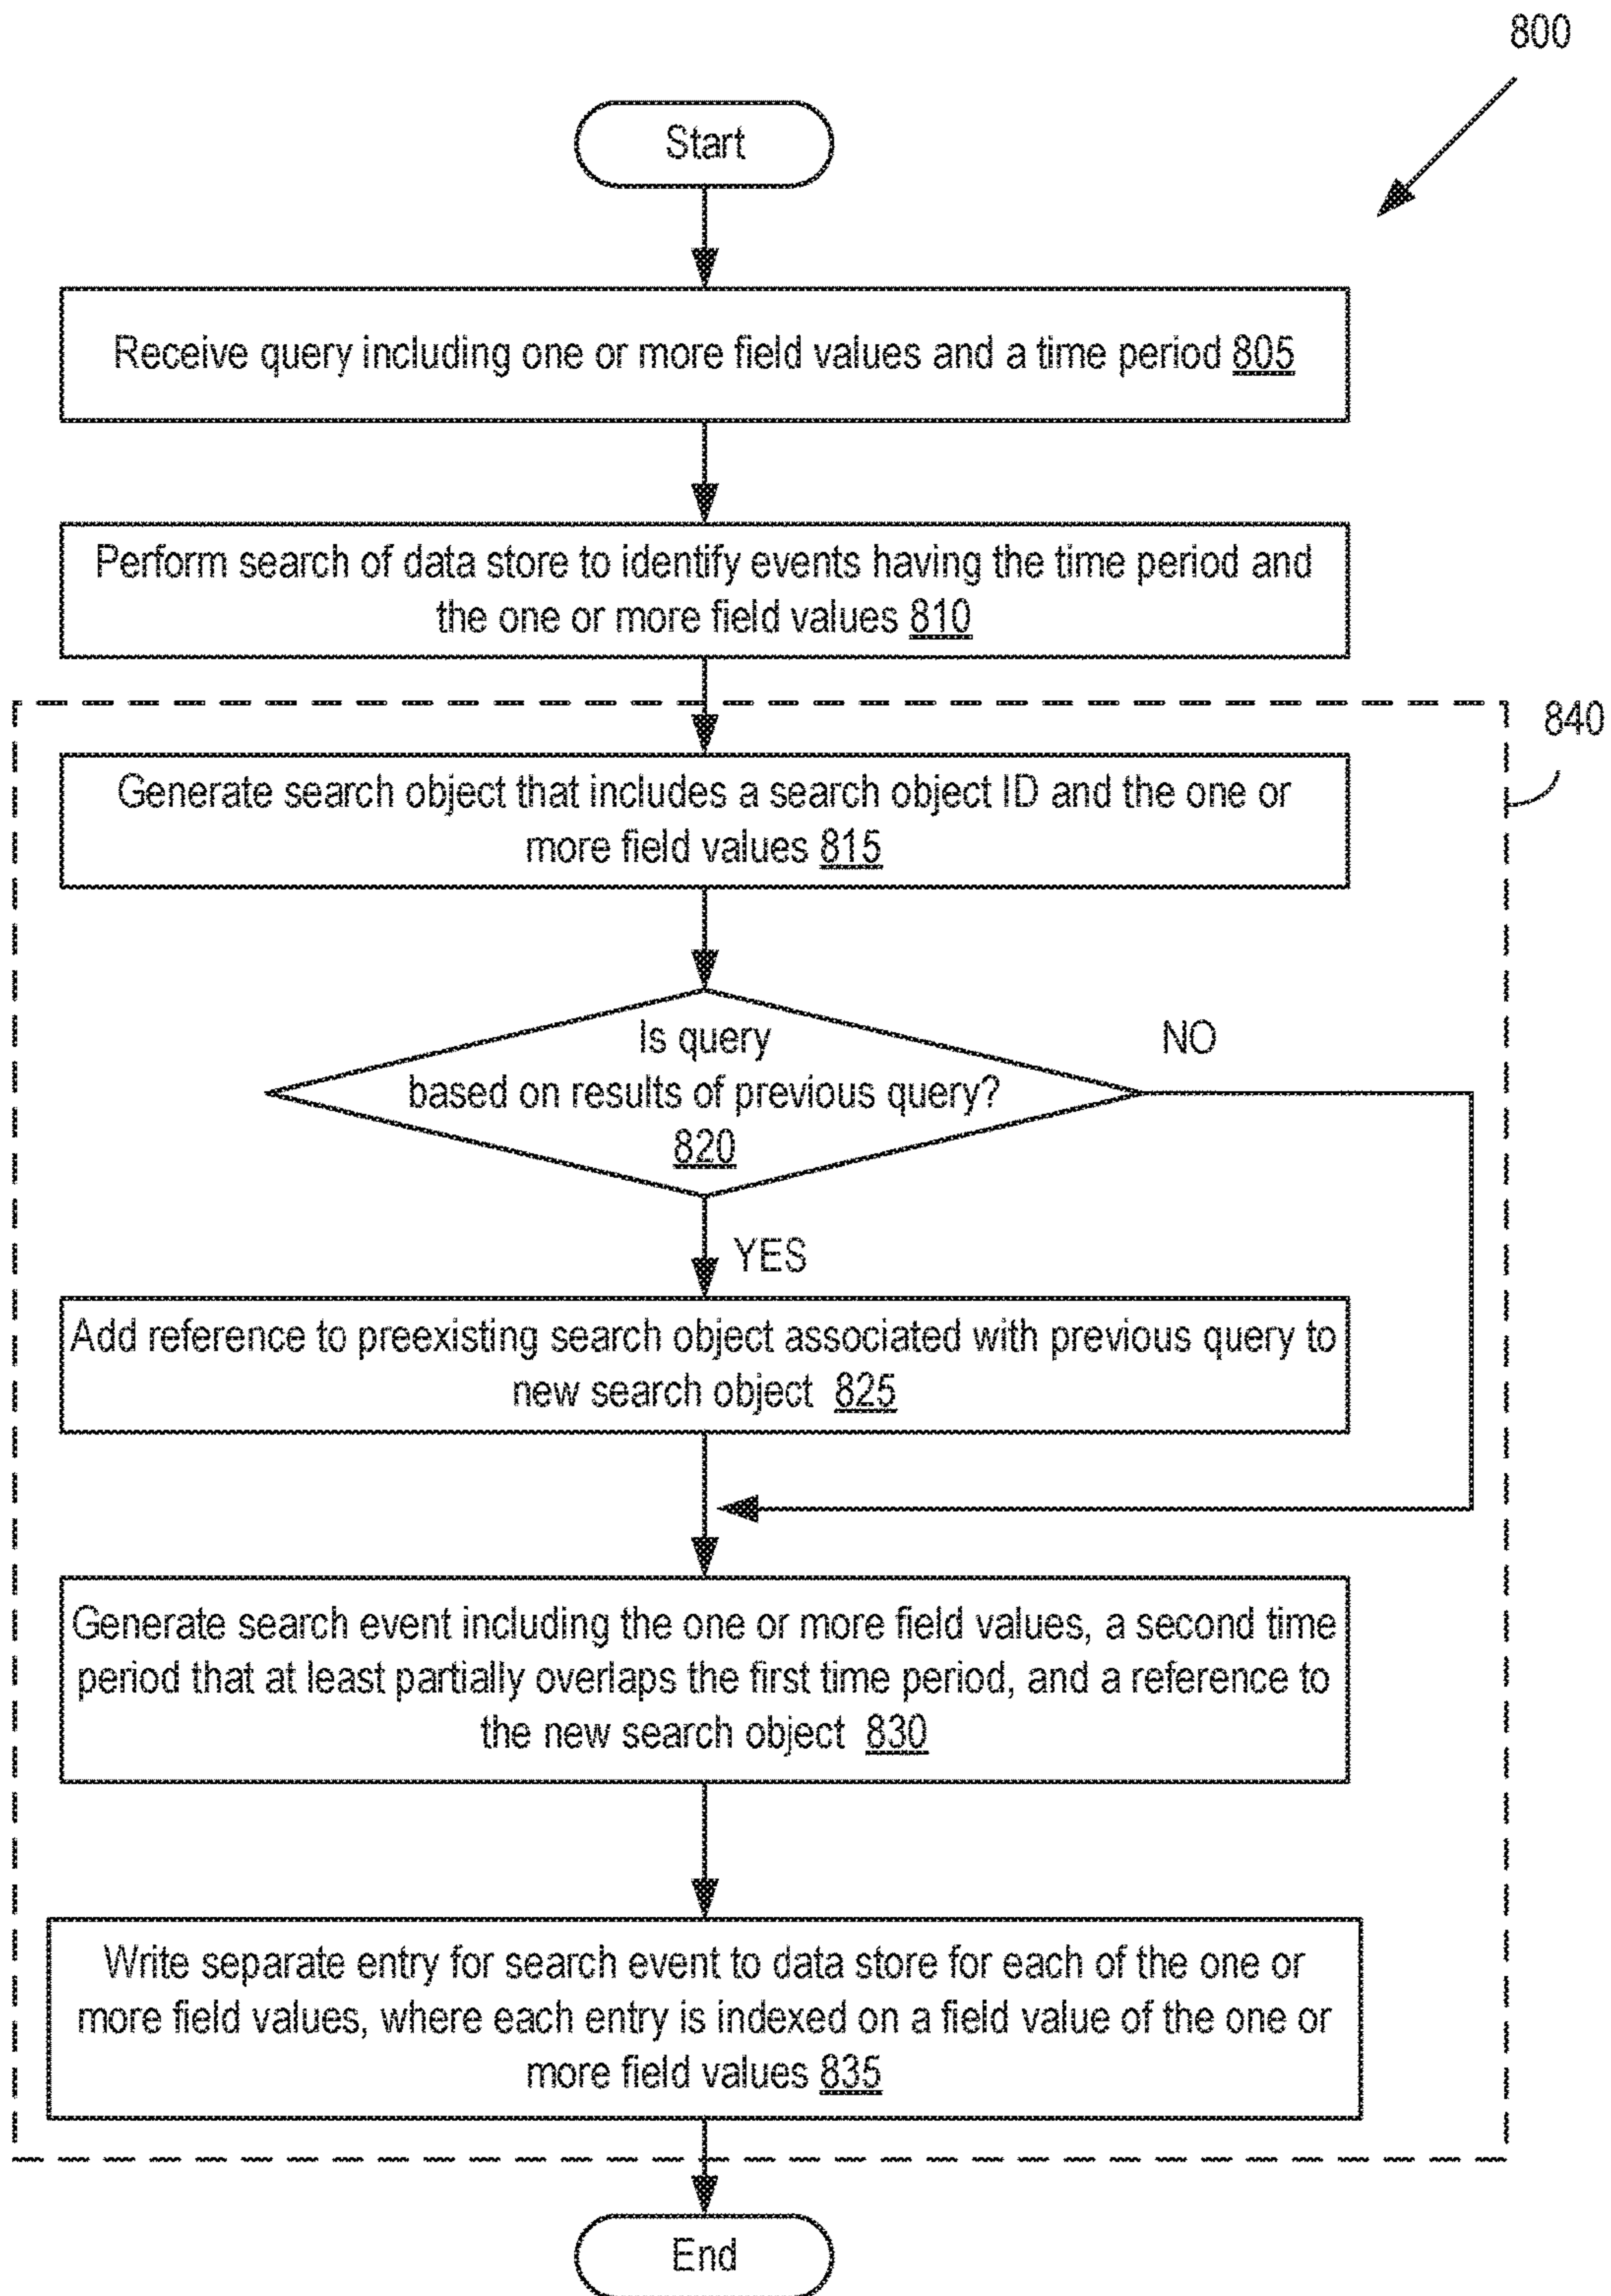 800
Start
Receive query including one or more field values and a time period 805
Perform search of data store to identify events having the time period and
the one or more field values 810
840
Generate search object that includes a search object ID and the one or
more field values 815
Is query
NO
based on results of previous query?
820
YES
Add reference to preexisting search object associated with previous query to
new search object 825
Generate search event including the one or more field values, a second time
period that at least partially overlaps the first time period, and a reference to
the new search object 830
Write separate entry for search event to data store for each of the one or
more field values, where each entry is indexed on a field value of the one or
more field values 835
End